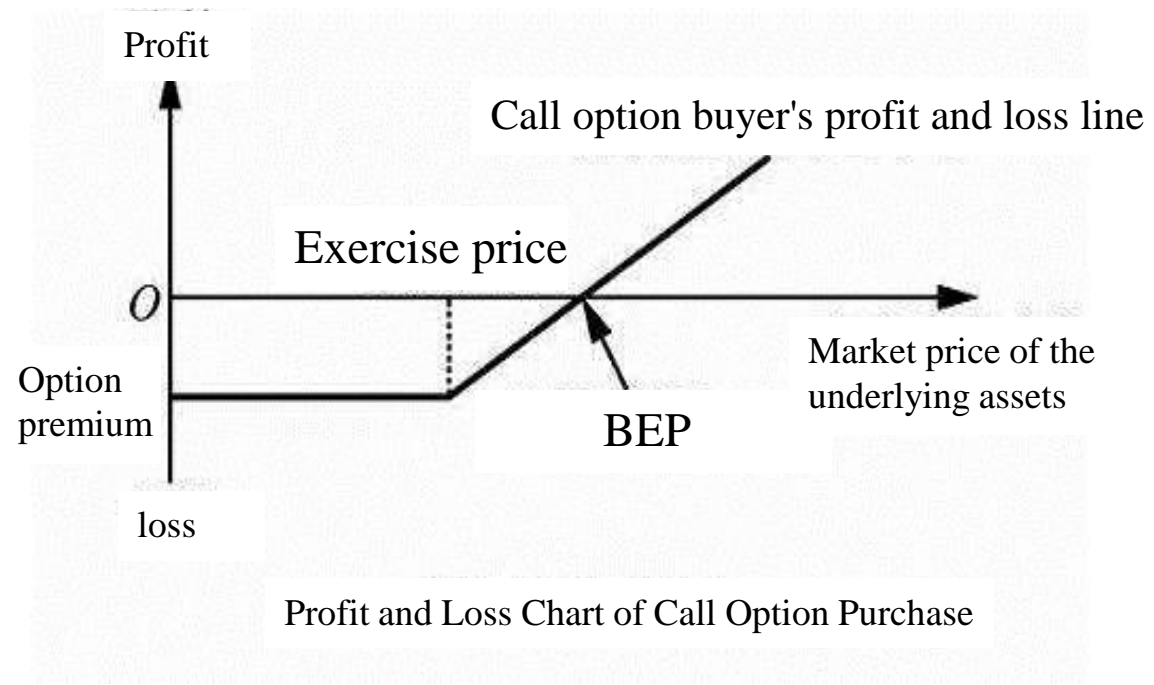 Profit
Call option buyer's profit and loss line
Exercise price
O
Market price of the
underlying assets
Option
premium
BEP
loss
Profit and Loss Chart of Call Option Purchase